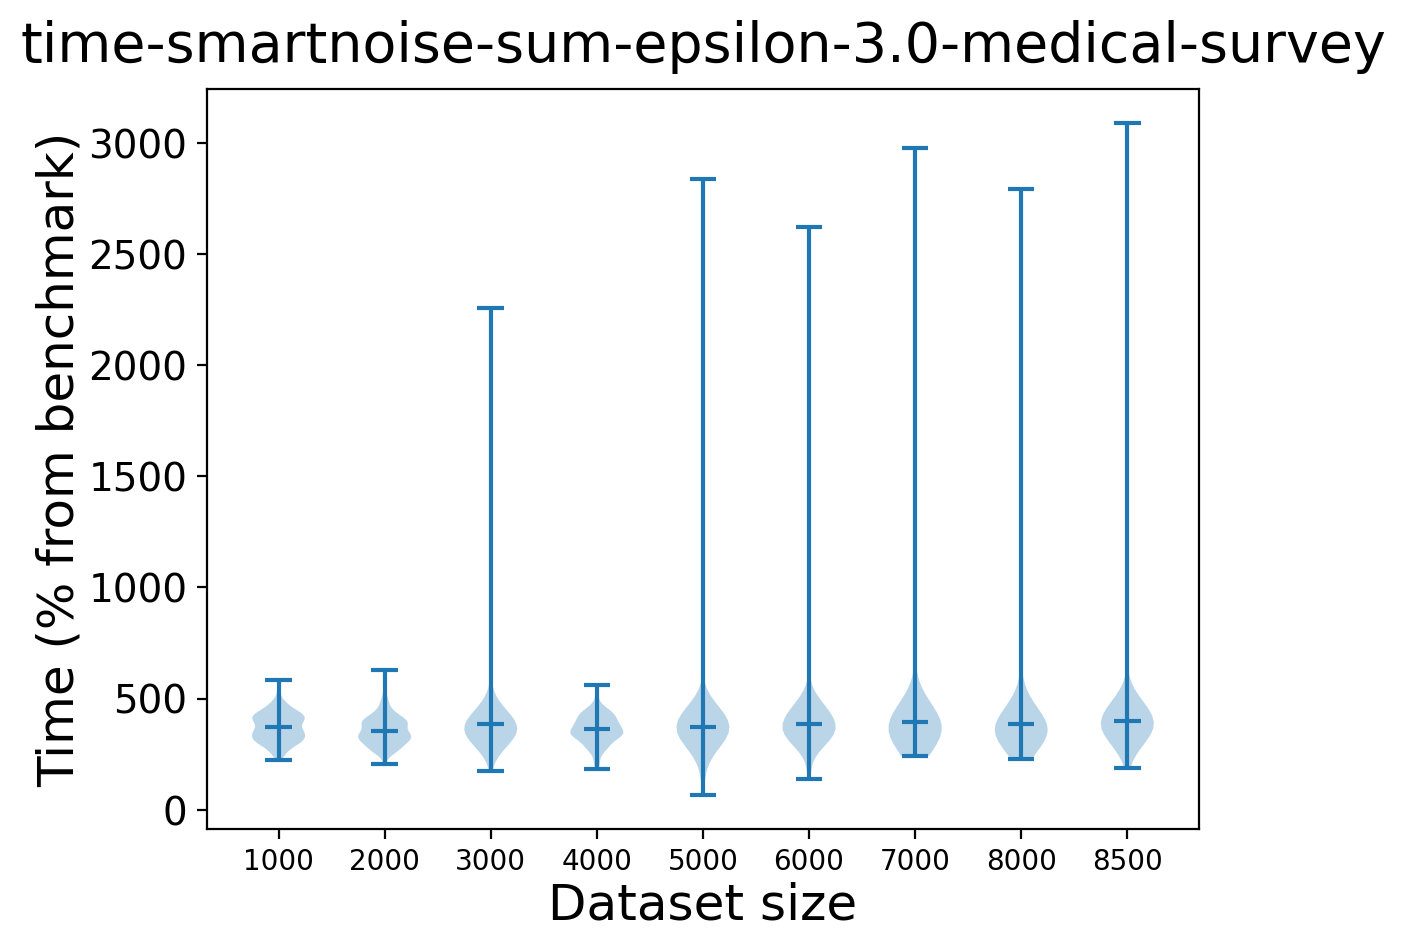 time-smartnoise-sum-epsilon-3.0-medical-survey
Time (% from benchmark)
3000
2500
2000
1500
1000
500
0
1000 2000 3000 4000 5000 6000 7000 8000 8500
Dataset size